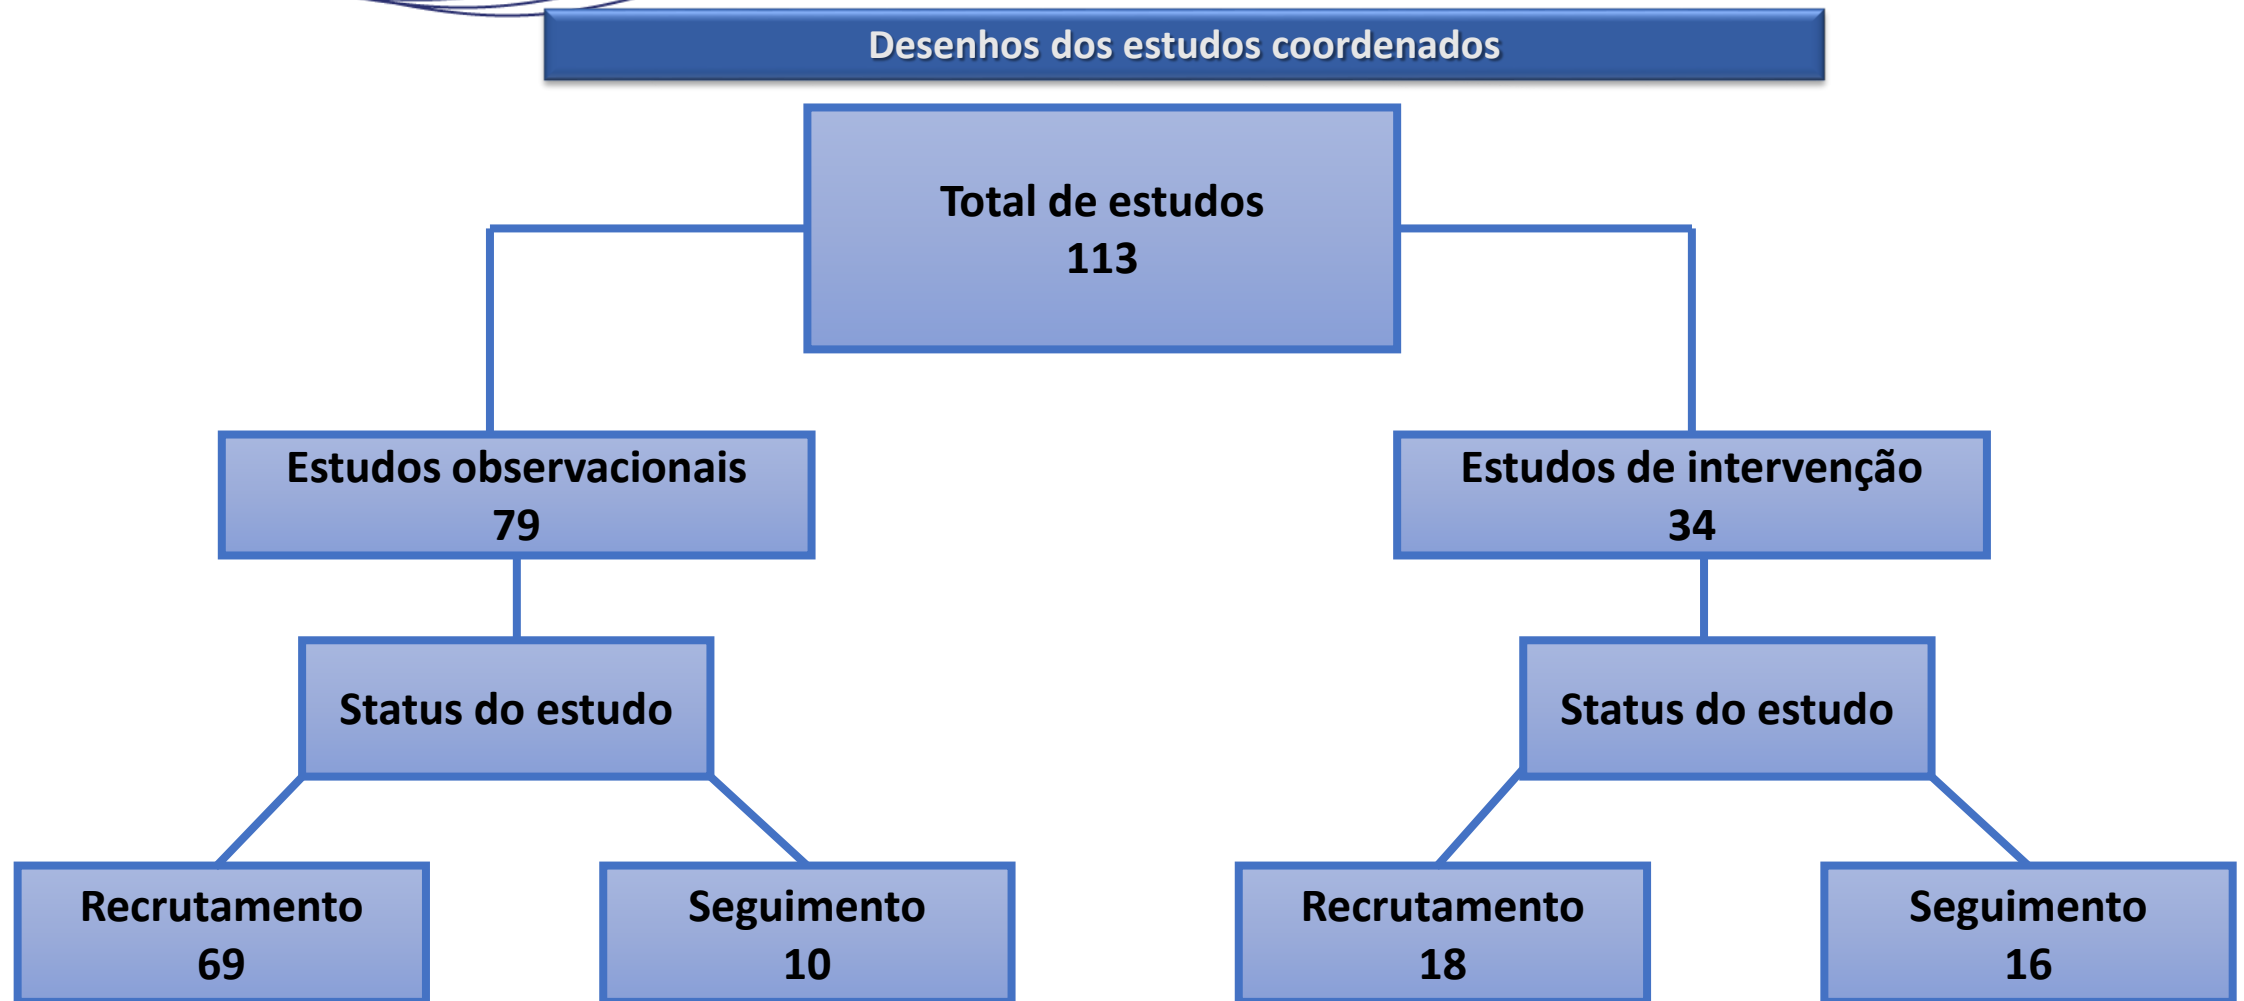 Desenhos dos estudos coordenados
Total de estudos
113
Estudos observacionais
79
Estudos de intervenção
34
Status do estudo
Status do estudo
Recrutamento
69
Seguimento
10
Recrutamento
18
Seguimento
16